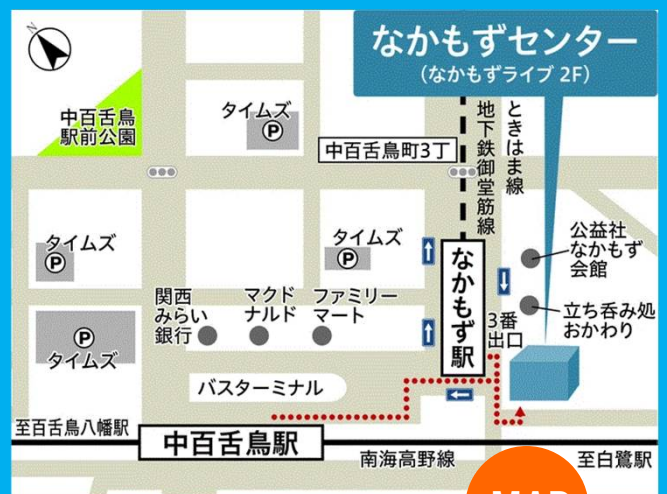 N
なかもずセンター
(なかもずライブ 2F)
中百舌鳥
駅前公園
タイムズ
P
中百舌鳥町3丁
地下鉄御堂筋線
ときはま線
タイムズ
P
タイムズ
P
公益社
なかもず
会館
なかもず駅
関西
みらい
銀行
マクド
ナルド
ファミリー
マート
3番
出口
立ち呑み処
おかわり
P
タイムズ
バスターミナル
至百舌鳥八幡駅
中百舌鳥駅
南海高野線
至白鷺駅
MAP